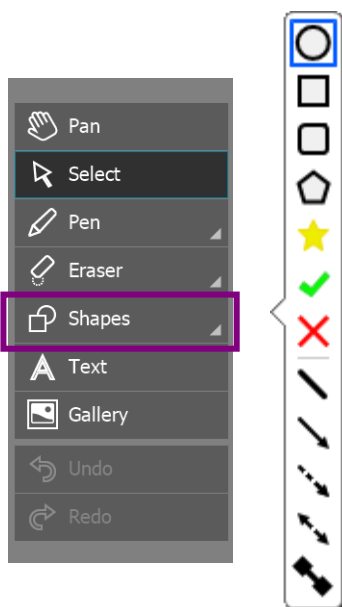 Pan
Select
Pen
Eraser
Shapes
Text
Gallery
Undo
Redo